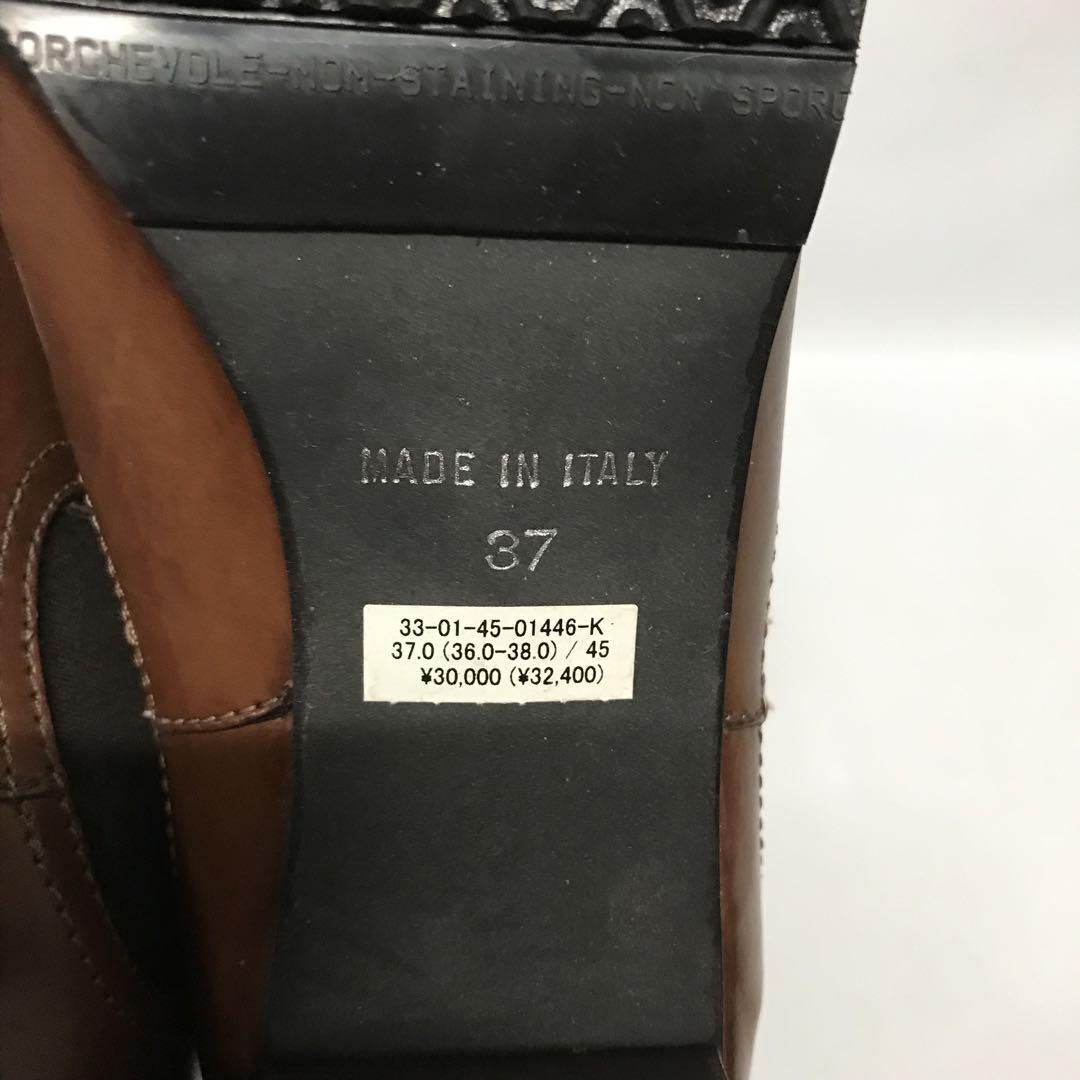 ORCHEVOLE-NON-STAINING-NON SPORC
MADE IN ITALY
37
33-01-45-01446-K
37.0 (36.0-38.0) / 45
¥30,000 (¥32,400)